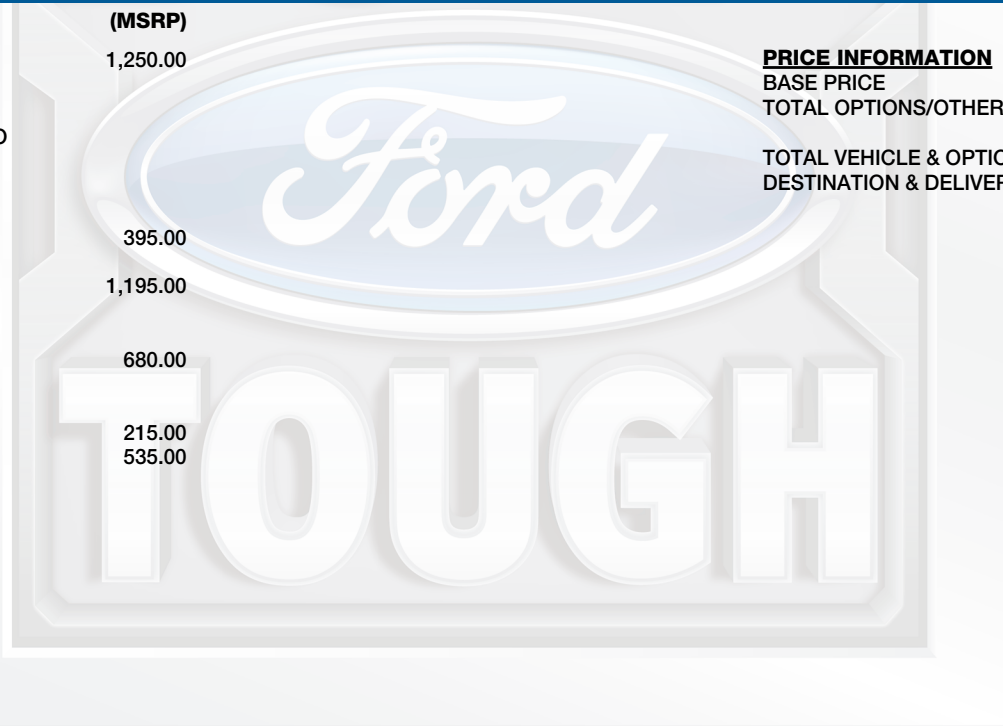 (MSRP)
1,250.00
395.00
1,195.00
680.00
215.00
535.00
PRICE INFORMATION
BASE PRICE
TOTAL OPTIONS/OTHER
TOTAL VEHICLE & OPTIO
DESTINATION & DELIVER
Ford
TOUGH